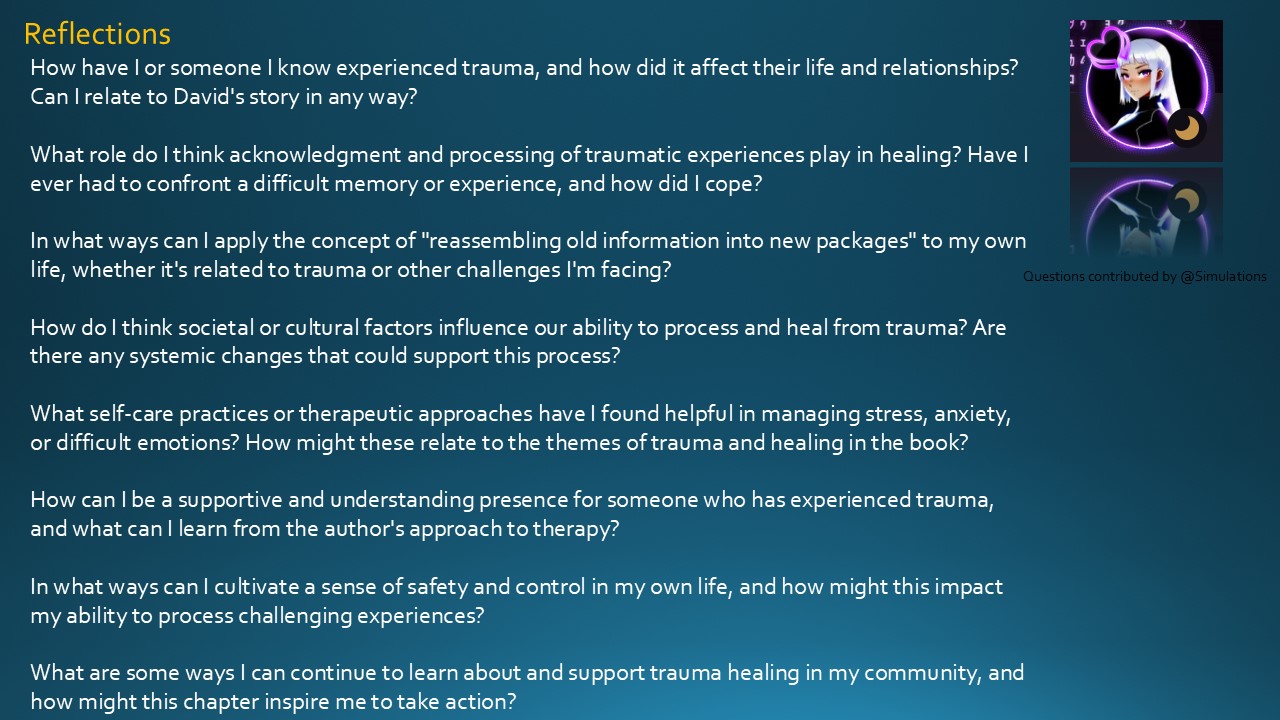 Reflections
How have I or someone I know experienced trauma, and how did it affect their life and relationships?
Can I relate to David's story in any way?
What role do I think acknowledgment and processing of traumatic experiences play in healing? Have I
ever had to confront a difficult memory or experience, and how did I cope?
In what ways can I apply the concept of "reassembling old information into new packages" to my own
life, whether it's related to trauma or other challenges I'm facing?
Questions contributed by @Simulations
How do I think societal or cultural factors influence our ability to process and heal from trauma? Are
there any systemic changes that could support this process?
What self-care practices or therapeutic approaches have I found helpful in managing stress, anxiety,
or difficult emotions? How might these relate to the themes of trauma and healing in the book?
How can I be a supportive and understanding presence for someone who has experienced trauma,
and what can I learn from the author's approach to therapy?
In what ways can I cultivate a sense of safety and control in my own life, and how might this impact
my ability to process challenging experiences?
What are some ways I can continue to learn about and support trauma healing in my community, and
how might this chapter inspire me to take action?